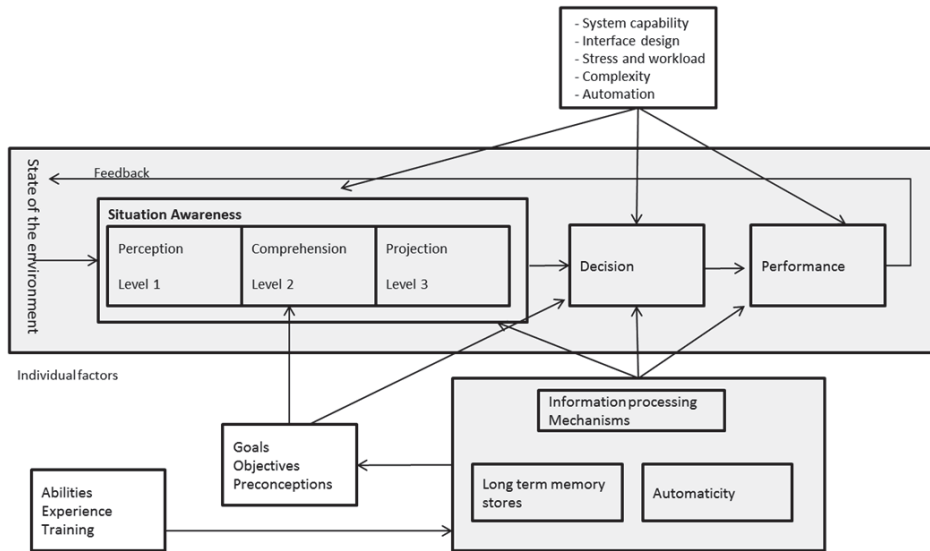 - System capability
- Interface design
- Stress and workload
- Complexity
- Automation
State of the environment
Feedback
Situation Awareness
Perception
Level 1
Comprehension
Level 2
Projection
Level 3
Decision
Performance
Individual factors
Information processing
Mechanisms
Goals
Objectives
Preconceptions
Long term memory
stores
Automaticity
Abilities
Experience
Training